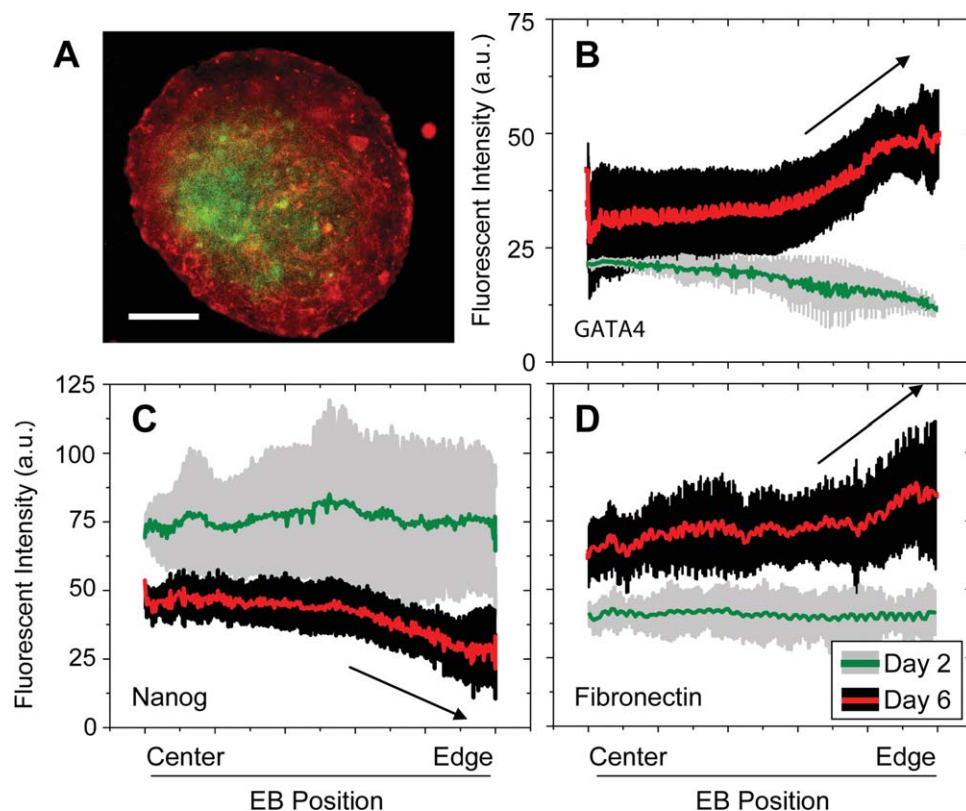 A
B
Fluorescent Intensity (a.u.)
75
50
25
0
GATA4
C
Fluorescent Intensity (a.u.)
125
100
75
50
25
0
Nanog
Center
Edge
EB Position
D
Fibronectin
Day 2
Day 6
Center
Edge
EB Position